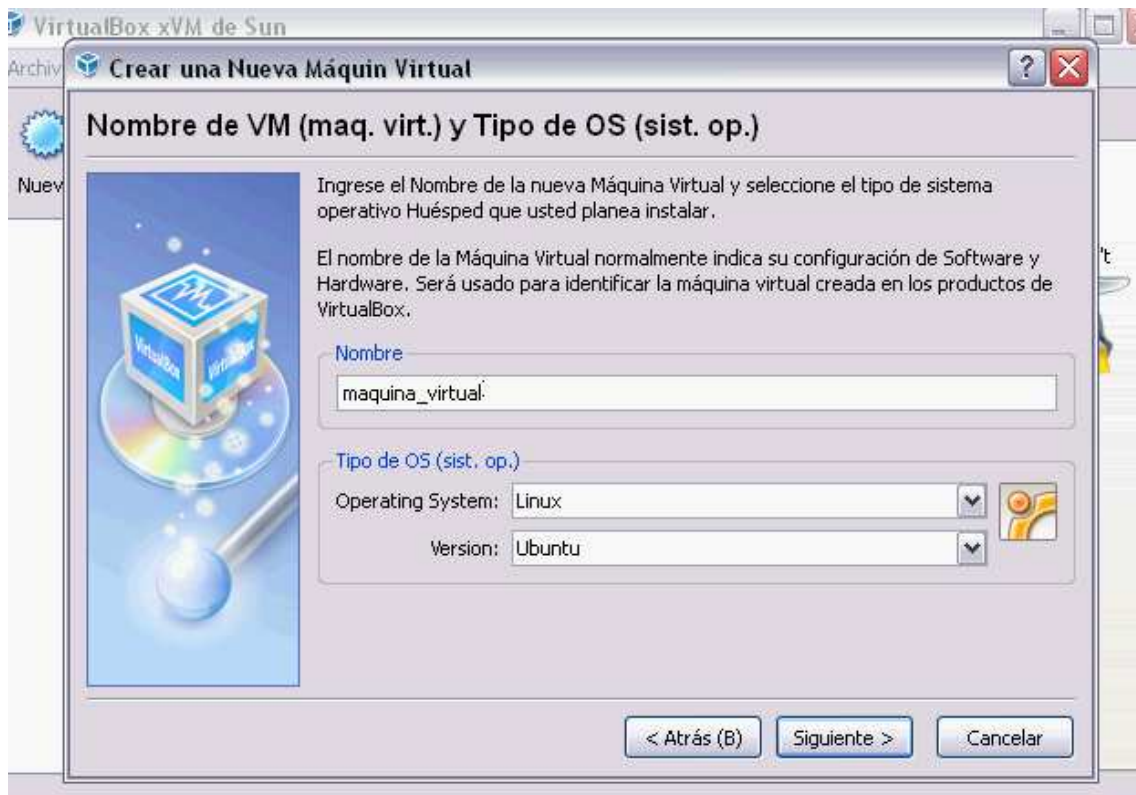 VirtualBox xVM de Sun
Archiv
Crear una Nueva Máquin Virtual
Nombre de VM (maq. virt.) y Tipo de OS (sist. op.)
Nuev
Ingrese el Nombre de la nueva Máquina Virtual y seleccione el tipo de sistema
operativo Huésped que usted planea instalar.
El nombre de la Máquina Virtual normalmente indica su configuración de Software y
Hardware. Será usado para identificar la máquina virtual creada en los productos de
VirtualBox.
't
VirtualBox
VirtualBox
Nombre
maquina_virtual
Tipo de OS (sist. op.)
Operating System: Linux
Version: Ubuntu
< Atrás (B)
Siguiente >
Cancelar